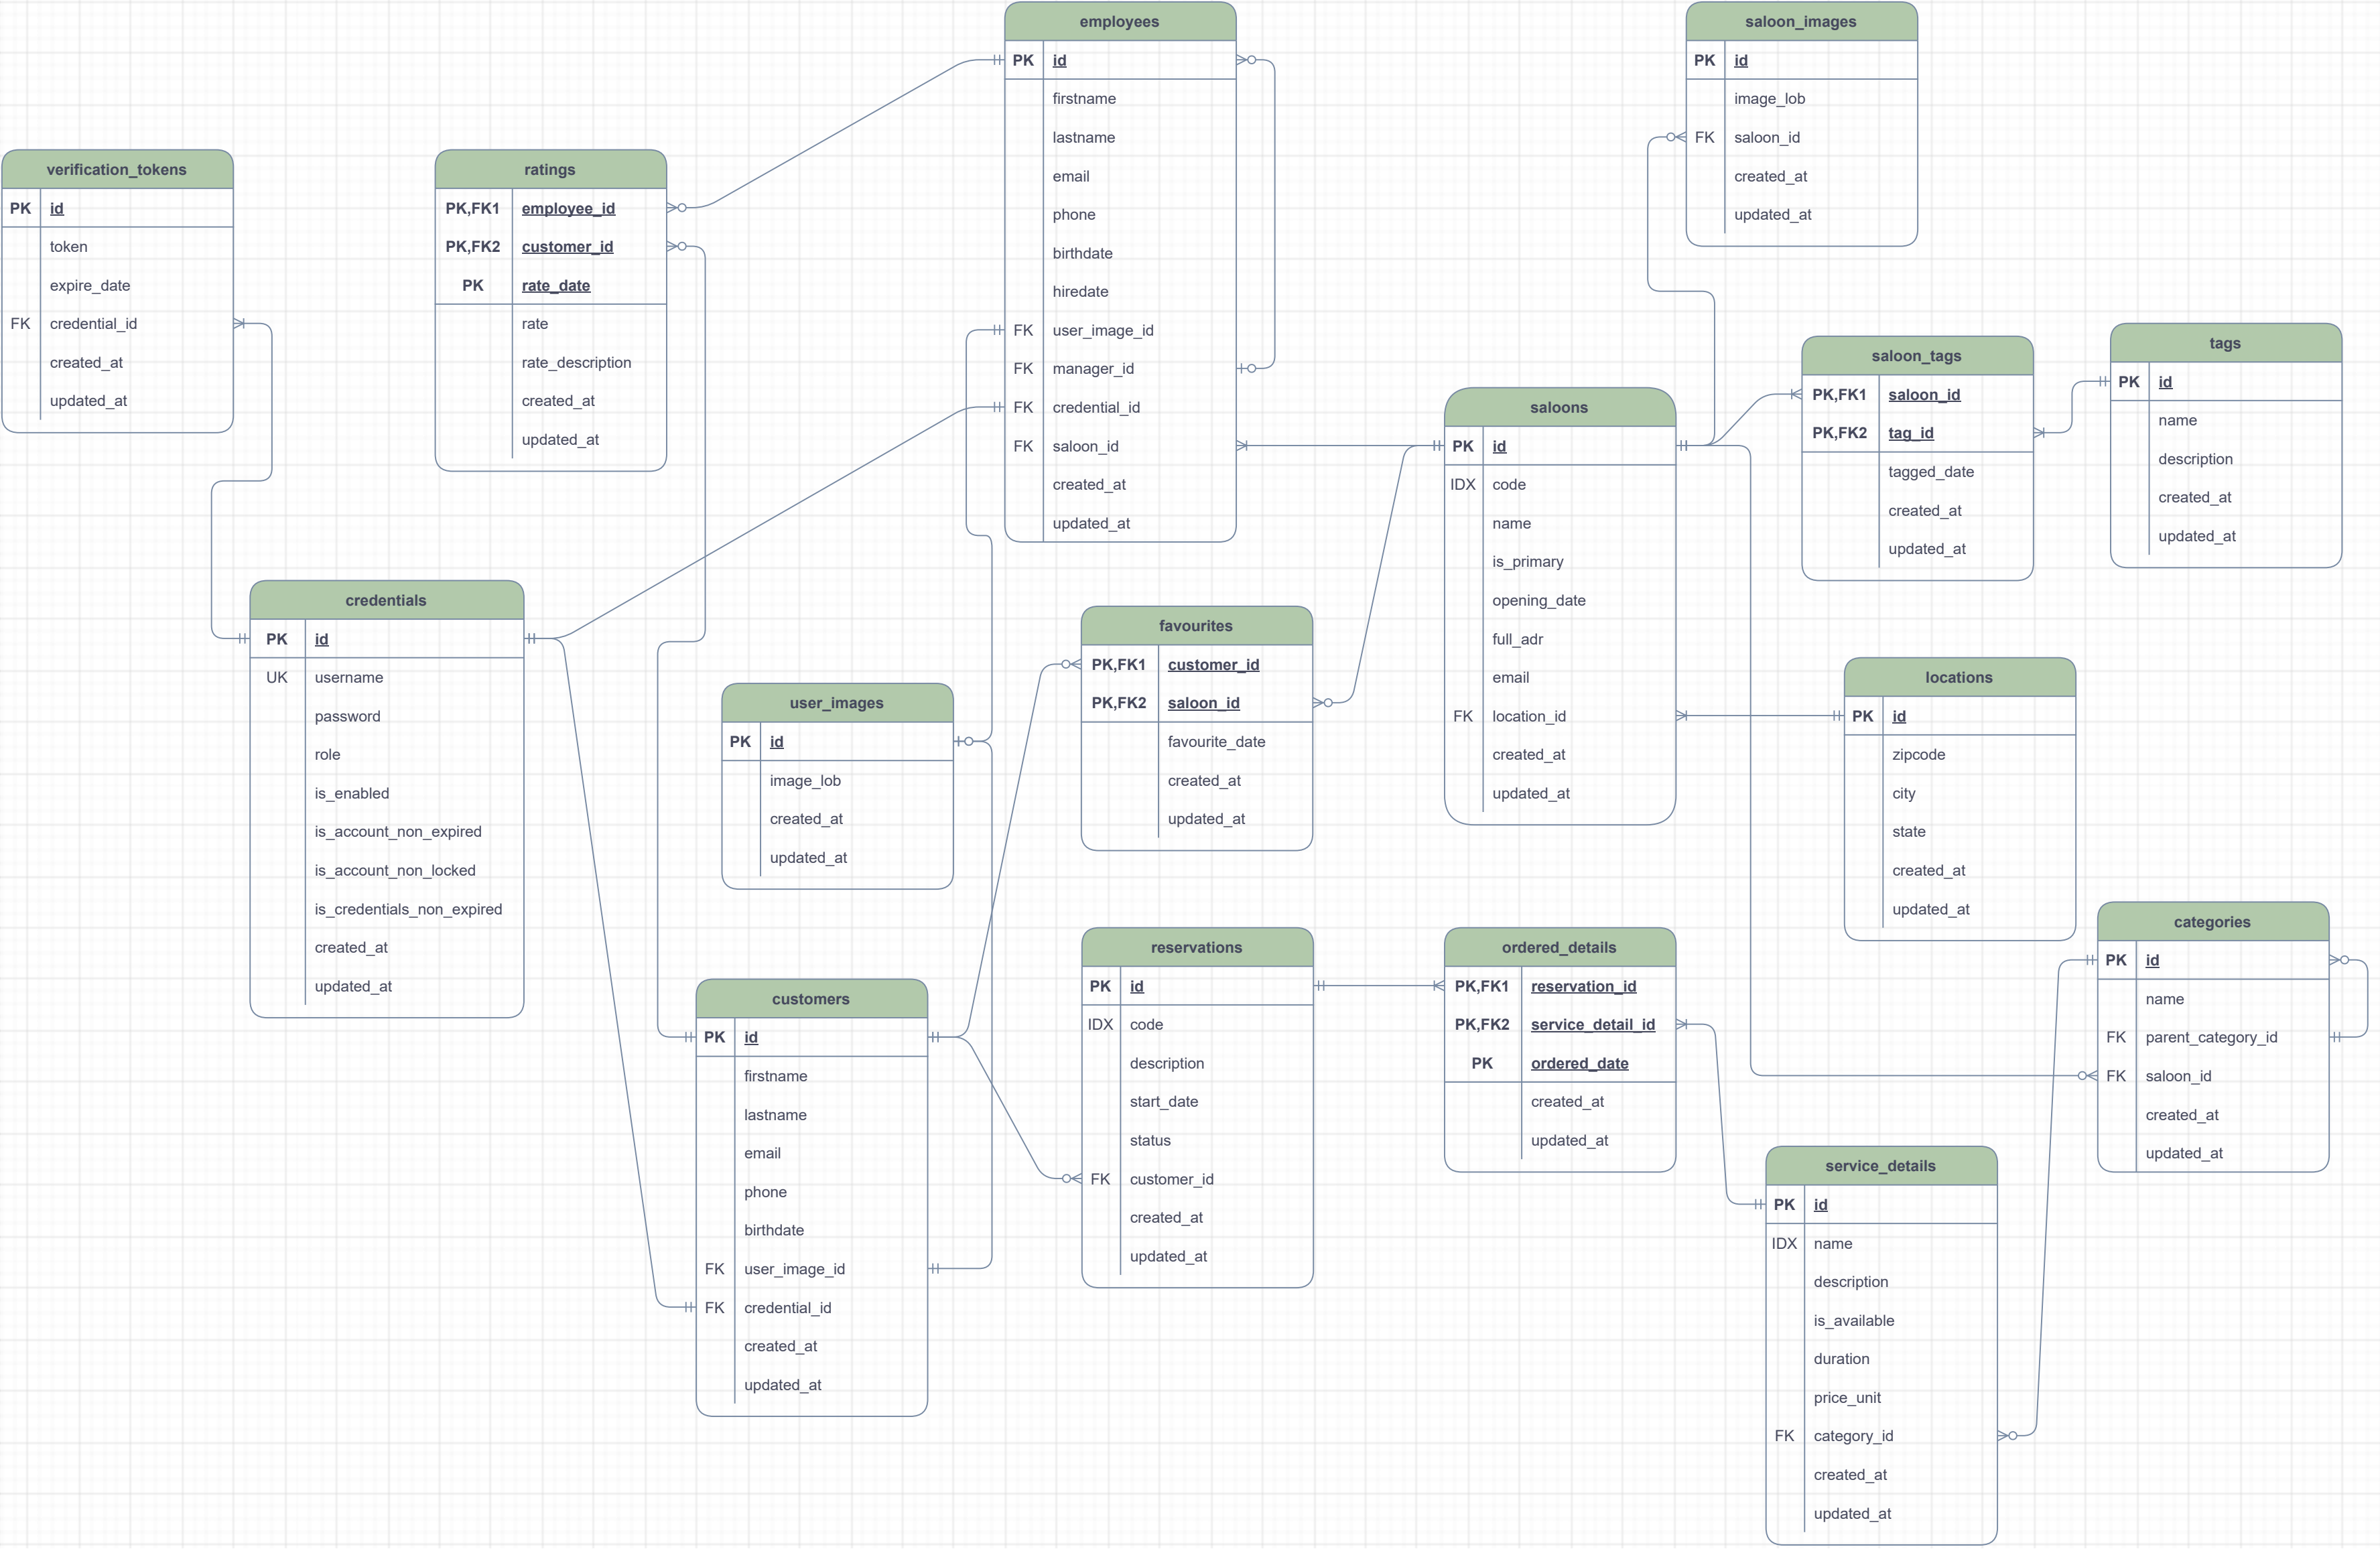 employees
PK id
firstname
lastname
email
phone
birthdate
hiredate
FK user_image_id
FK manager_id
FK credential_id
FK saloon_id
created_at
updated_at
saloon_images
PK id
image_lob
FK saloon_id
created_at
updated_at
verification_tokens
PK id
token
expire_date
FK credential_id
created_at
updated_at
ratings
PK,FK1 employee_id
PK,FK2 customer_id
PK rate_date
rate
rate_description
created_at
updated_at
saloons
PK id
IDX code
name
is_primary
opening_date
full_adr
email
FK location_id
created_at
updated_at
saloon_tags
PK,FK1 saloon_id
PK,FK2 tag_id
tagged_date
created_at
updated_at
tags
PK id
name
description
created_at
updated_at
credentials
PK id
UK username
password
role
is_enabled
is_account_non_expired
is_account_non_locked
is_credentials_non_expired
created_at
updated_at
user_images
PK id
image_lob
created_at
updated_at
favourites
PK,FK1 customer_id
PK,FK2 saloon_id
favourite_date
created_at
updated_at
locations
PK id
zipcode
city
state
created_at
updated_at
customers
PK id
firstname
lastname
email
phone
birthdate
FK user_image_id
FK credential_id
created_at
updated_at
reservations
PK id
IDX code
description
start_date
status
FK customer_id
created_at
updated_at
ordered_details
PK,FK1 reservation_id
PK,FK2 service_detail_id
PK ordered_date
created_at
updated_at
categories
PK id
name
FK parent_category_id
FK saloon_id
created_at
updated_at
service_details
PK id
IDX name
description
is_available
duration
price_unit
FK category_id
created_at
updated_at